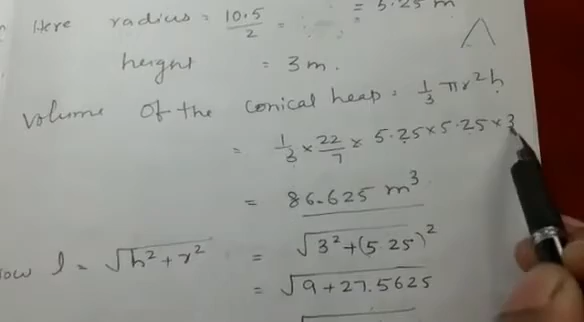 Here radius = 10.5/2 = 5.25 m
height = 3 m.
Volume of the conical heap = 1/3 πr²h
= 1/3 × 22/7 × 5.25 × 5.25 × 3
= 86.625 m³
now l = √h² + r² = √3² + (5.25)²
= √9 + 27.5625